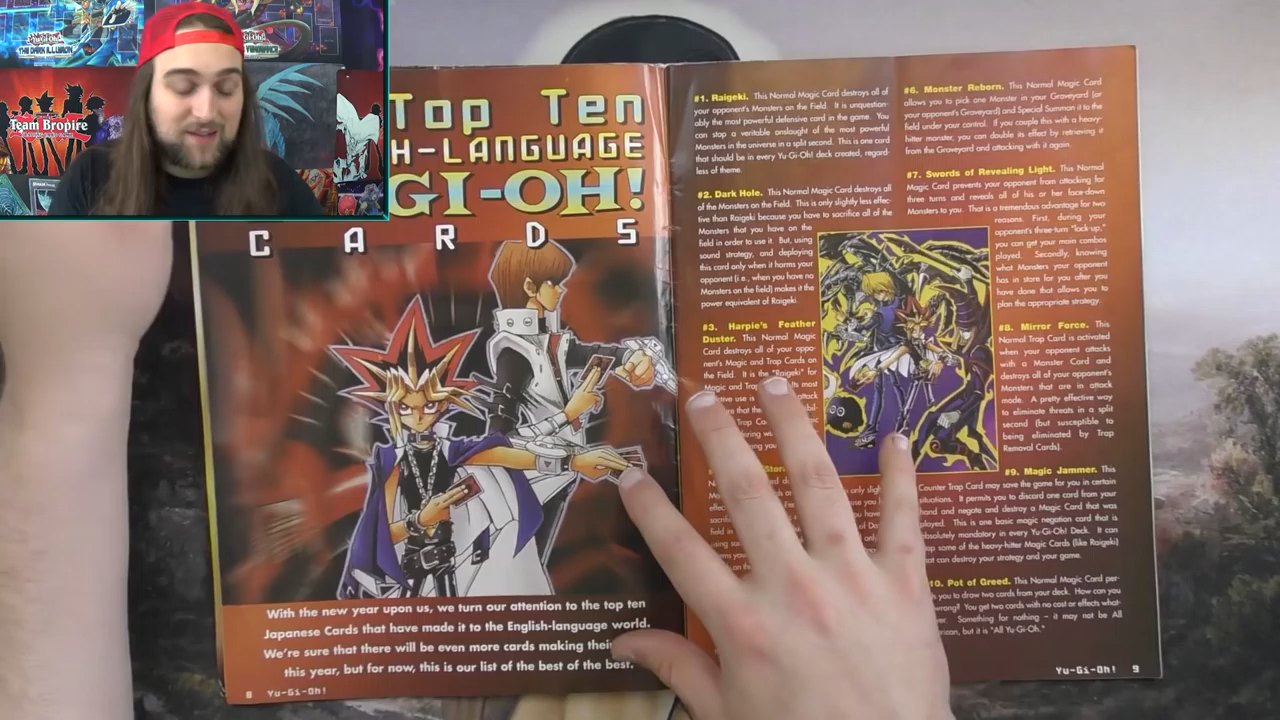 YU-GI-OH!
THE DARK ILLUSION
Team Bropire
Top Ten
H-LANGUAGE
GI-OH!
CARDS
With the new year upon us, we turn our attention to the top ten
Japanese Cards that have made it to the English-language world.
We're sure that there will be even more cards making their
this year, but for now, this is our list of the best of the best.
8 Yu-Gi-Oh!
#1. Raigeki. This Normal Magic Card destroys all of
your opponent's Monsters on the Field. It is unquestion-
ably the most powerful defensive card in the game. You
can stop a veritable onslaught of the most powerful
Monsters in the universe in a split second. This is one card
that should be in every Yu-Gi-Oh! deck created, regard-
less of theme.
#2. Dark Hole. This Normal Magic Card destroys all
of the Monsters on the Field. This is only slightly less effec-
tive than Raigeki because you have to sacrifice all of the
Monsters that you have on the
field in order to use it. But, using
sound strategy, and deploying
this card only when it harms your
opponent (i.e., when you have no
Monsters on the field) makes it the
power equivalent of Raigeki.
#3. Harpie's Feather
Duster. This Normal Magic
Card destroys all of your oppo-
nent's Magic and Trap Cards on
the Field. It is the "Raigeki" for
Magic and Trap Its most
use is attack
re that the
Trap Car
#6. Monster Reborn. This Normal Magic Card
allows you to pick one Monster in your Graveyard (or
your opponent's Graveyard) and Special Summon it to the
field under your control. If you couple this with a heavy-
hitter monster, you can double its effect by retrieving it
from the Graveyard and attacking with it again.
#7. Swords of Revealing Light. This Normal
Magic Card prevents your opponent from attacking for
three turns and reveals all of his or her face-down
Monsters to you. That is a tremendous advantage for two
reasons. First, during your
opponent's three-turn "lock-up,"
you can get your main combos
played. Secondly, knowing
what Monsters your opponent
has in store for you after you
have done that allows you to
plan the appropriate strategy.
#8. Mirror Force. This
Normal Trap Card is activated
when your opponent attacks
with a Monster Card and
destroys all of your opponent's
Monsters that are in attack
mode. A pretty effective way
to eliminate threats in a split
second (but susceptible to
being eliminated by Trap
Removal Cards).
#9. Magic Jammer. This
Counter Trap Card may save the game for you in certain
situations. It permits you to discard one card from your
hand and negate and destroy a Magic Card that was
played. This is one basic magic negation card that is
absolutely mandatory in every Yu-Gi-Oh! Deck. It can
stop some of the heavy-hitter Magic Cards (like Raigeki)
that can destroy your strategy and your game.
10. Pot of Greed. This Normal Magic Card per-
you to draw two cards from your deck. How can you
wrong? You get two cards with no cost or effects what-
Something for nothing – it may not be All
but it is "All Yu-Gi-Oh."
Yu-Gi-Oh! 9